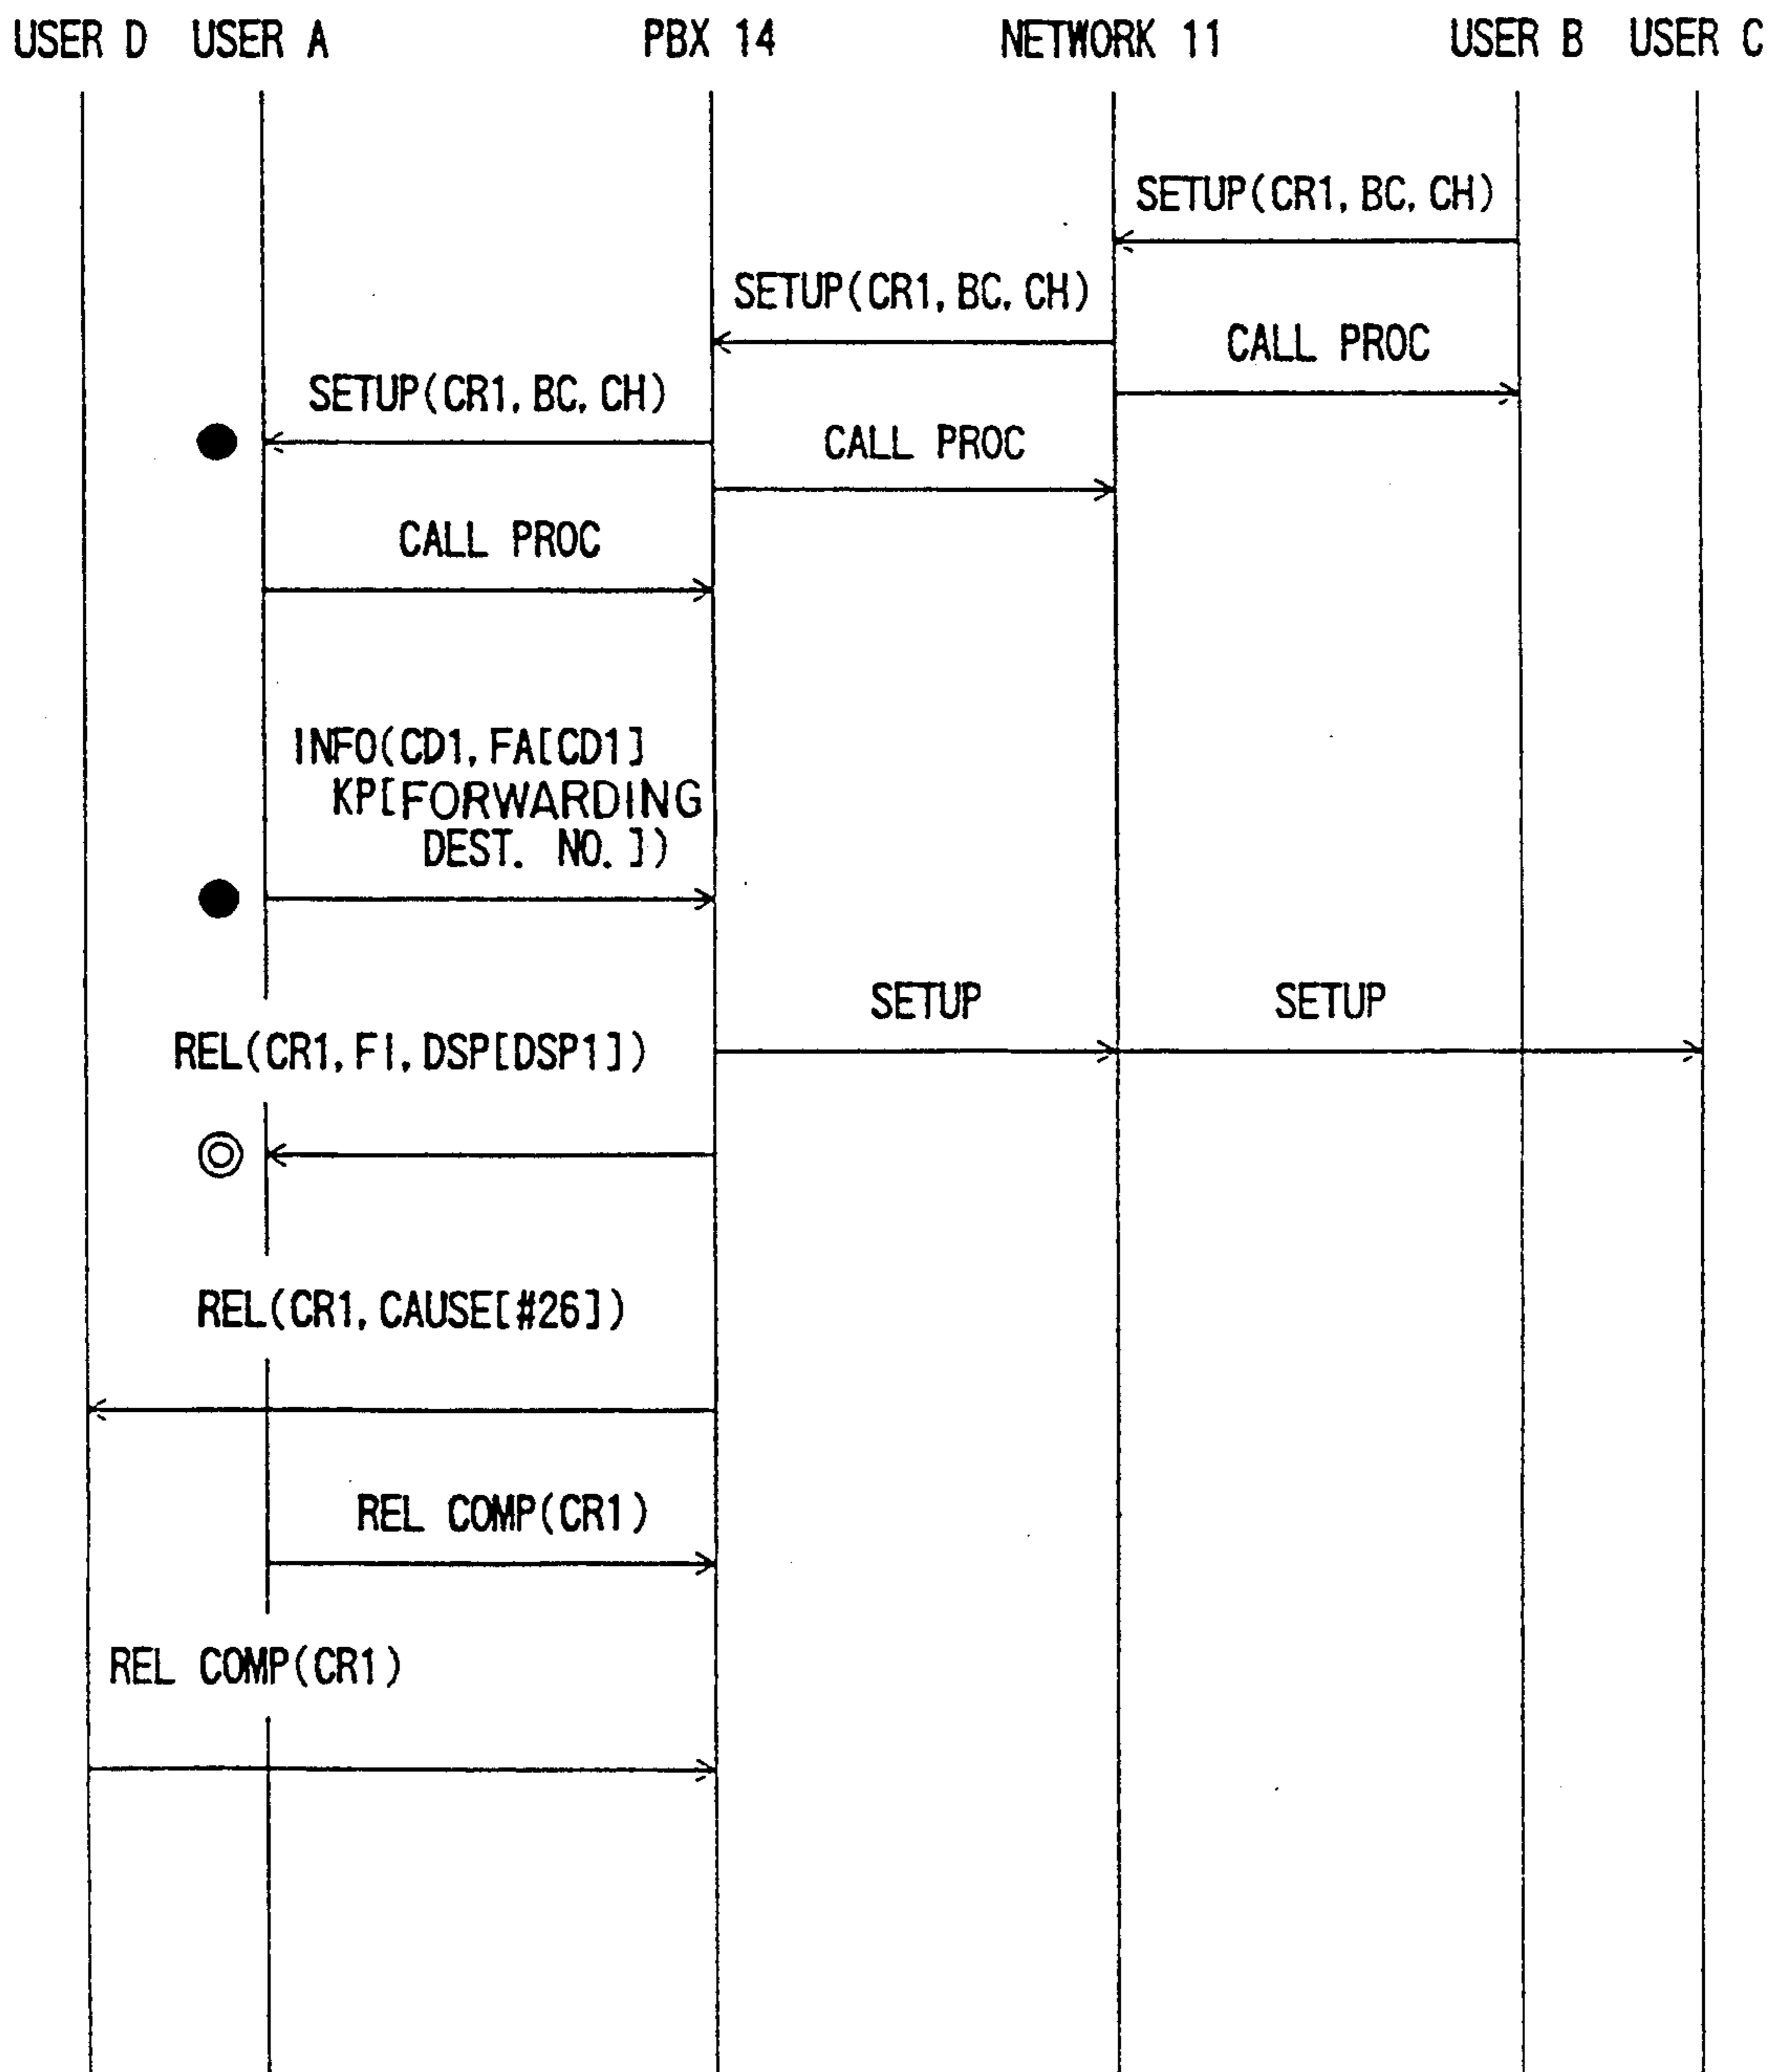 USER D USER A PBX 14 NETWORK 11 USER B USER C
SETUP(CR1, BC, CH)
SETUP(CR1, BC, CH)
CALL PROC
SETUP(CR1, BC, CH)
CALL PROC
CALL PROC
INFO(CD1, FA[CD1]
KP[FORWARDING
DEST. NO.])
SETUP SETUP
REL(CR1, FI, DSP[DSP1])
REL(CR1, CAUSE[#26])
REL COMP(CR1)
REL COMP(CR1)